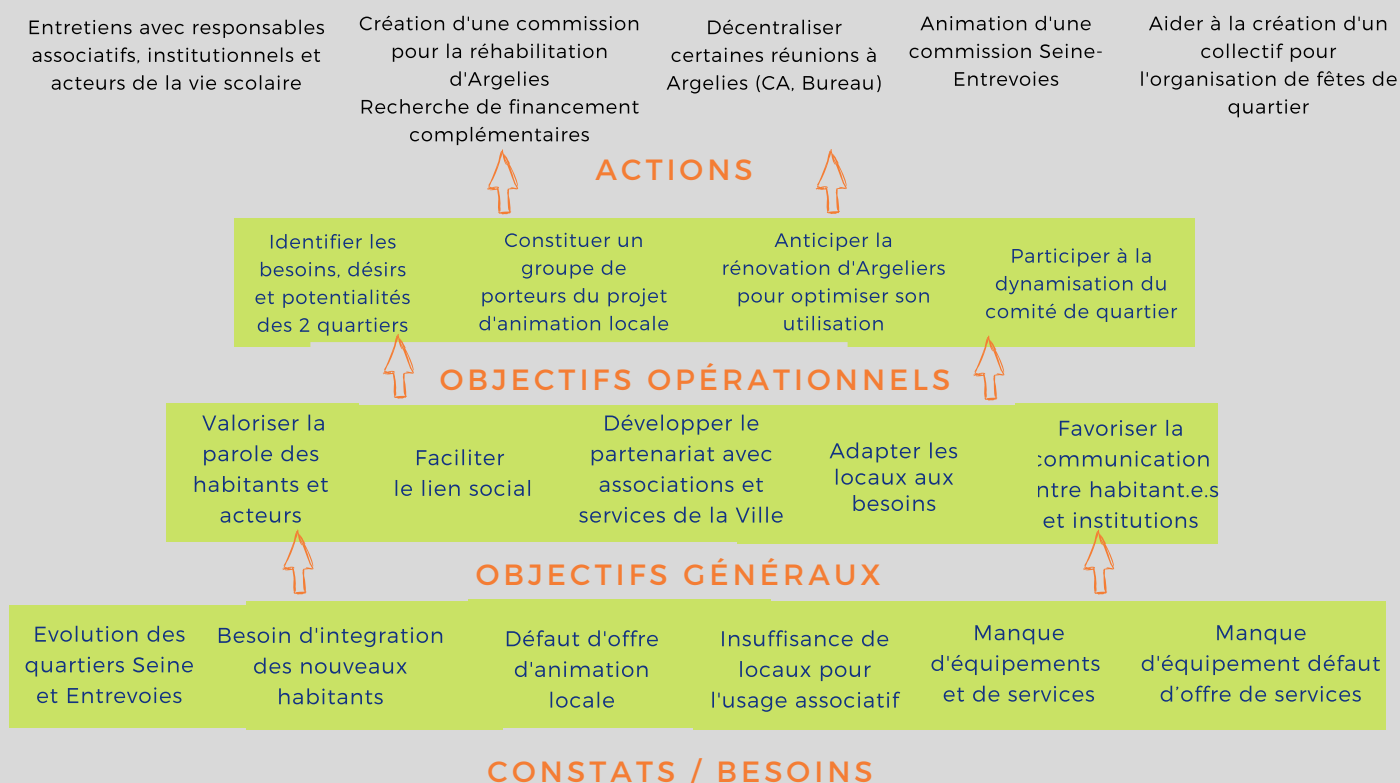 Entretiens avec responsables
associatifs, institutionnels et
acteurs de la vie scolaire
Création d'une commission
pour la réhabilitation
d'Argelies
Recherche de financement
complémentaires
Décentraliser
certaines réunions à
Argelies (CA, Bureau)
Animation d'une
commission Seine-
Entrevoies
Aider à la création d'un
collectif pour
l'organisation de fêtes de
quartier
ACTIONS
Identifier les
besoins, désirs
et potentialités
des 2 quartiers
Constituer un
groupe de
porteurs du projet
d'animation locale
Anticiper la
rénovation d'Argeliers
pour optimiser son
utilisation
Participer à la
dynamisation du
comité de quartier
OBJECTIFS OPÉRATIONNELS
Valoriser la
parole des
habitants et
acteurs
Faciliter
le lien social
Développer le
partenariat avec
associations et
services de la Ville
Adapter les
locaux aux
besoins
Favoriser la
communication
ntre habitant.e.s
et institutions
OBJECTIFS GÉNÉRAUX
Evolution des
quartiers Seine
et Entrevoies
Besoin d'integration
des nouveaux
habitants
Défaut d'offre
d'animation
locale
Insuffisance de
locaux pour
l'usage associatif
Manque
d'équipements
et de services
Manque
d'équipement défaut
d’offre de services
CONSTATS / BESOINS